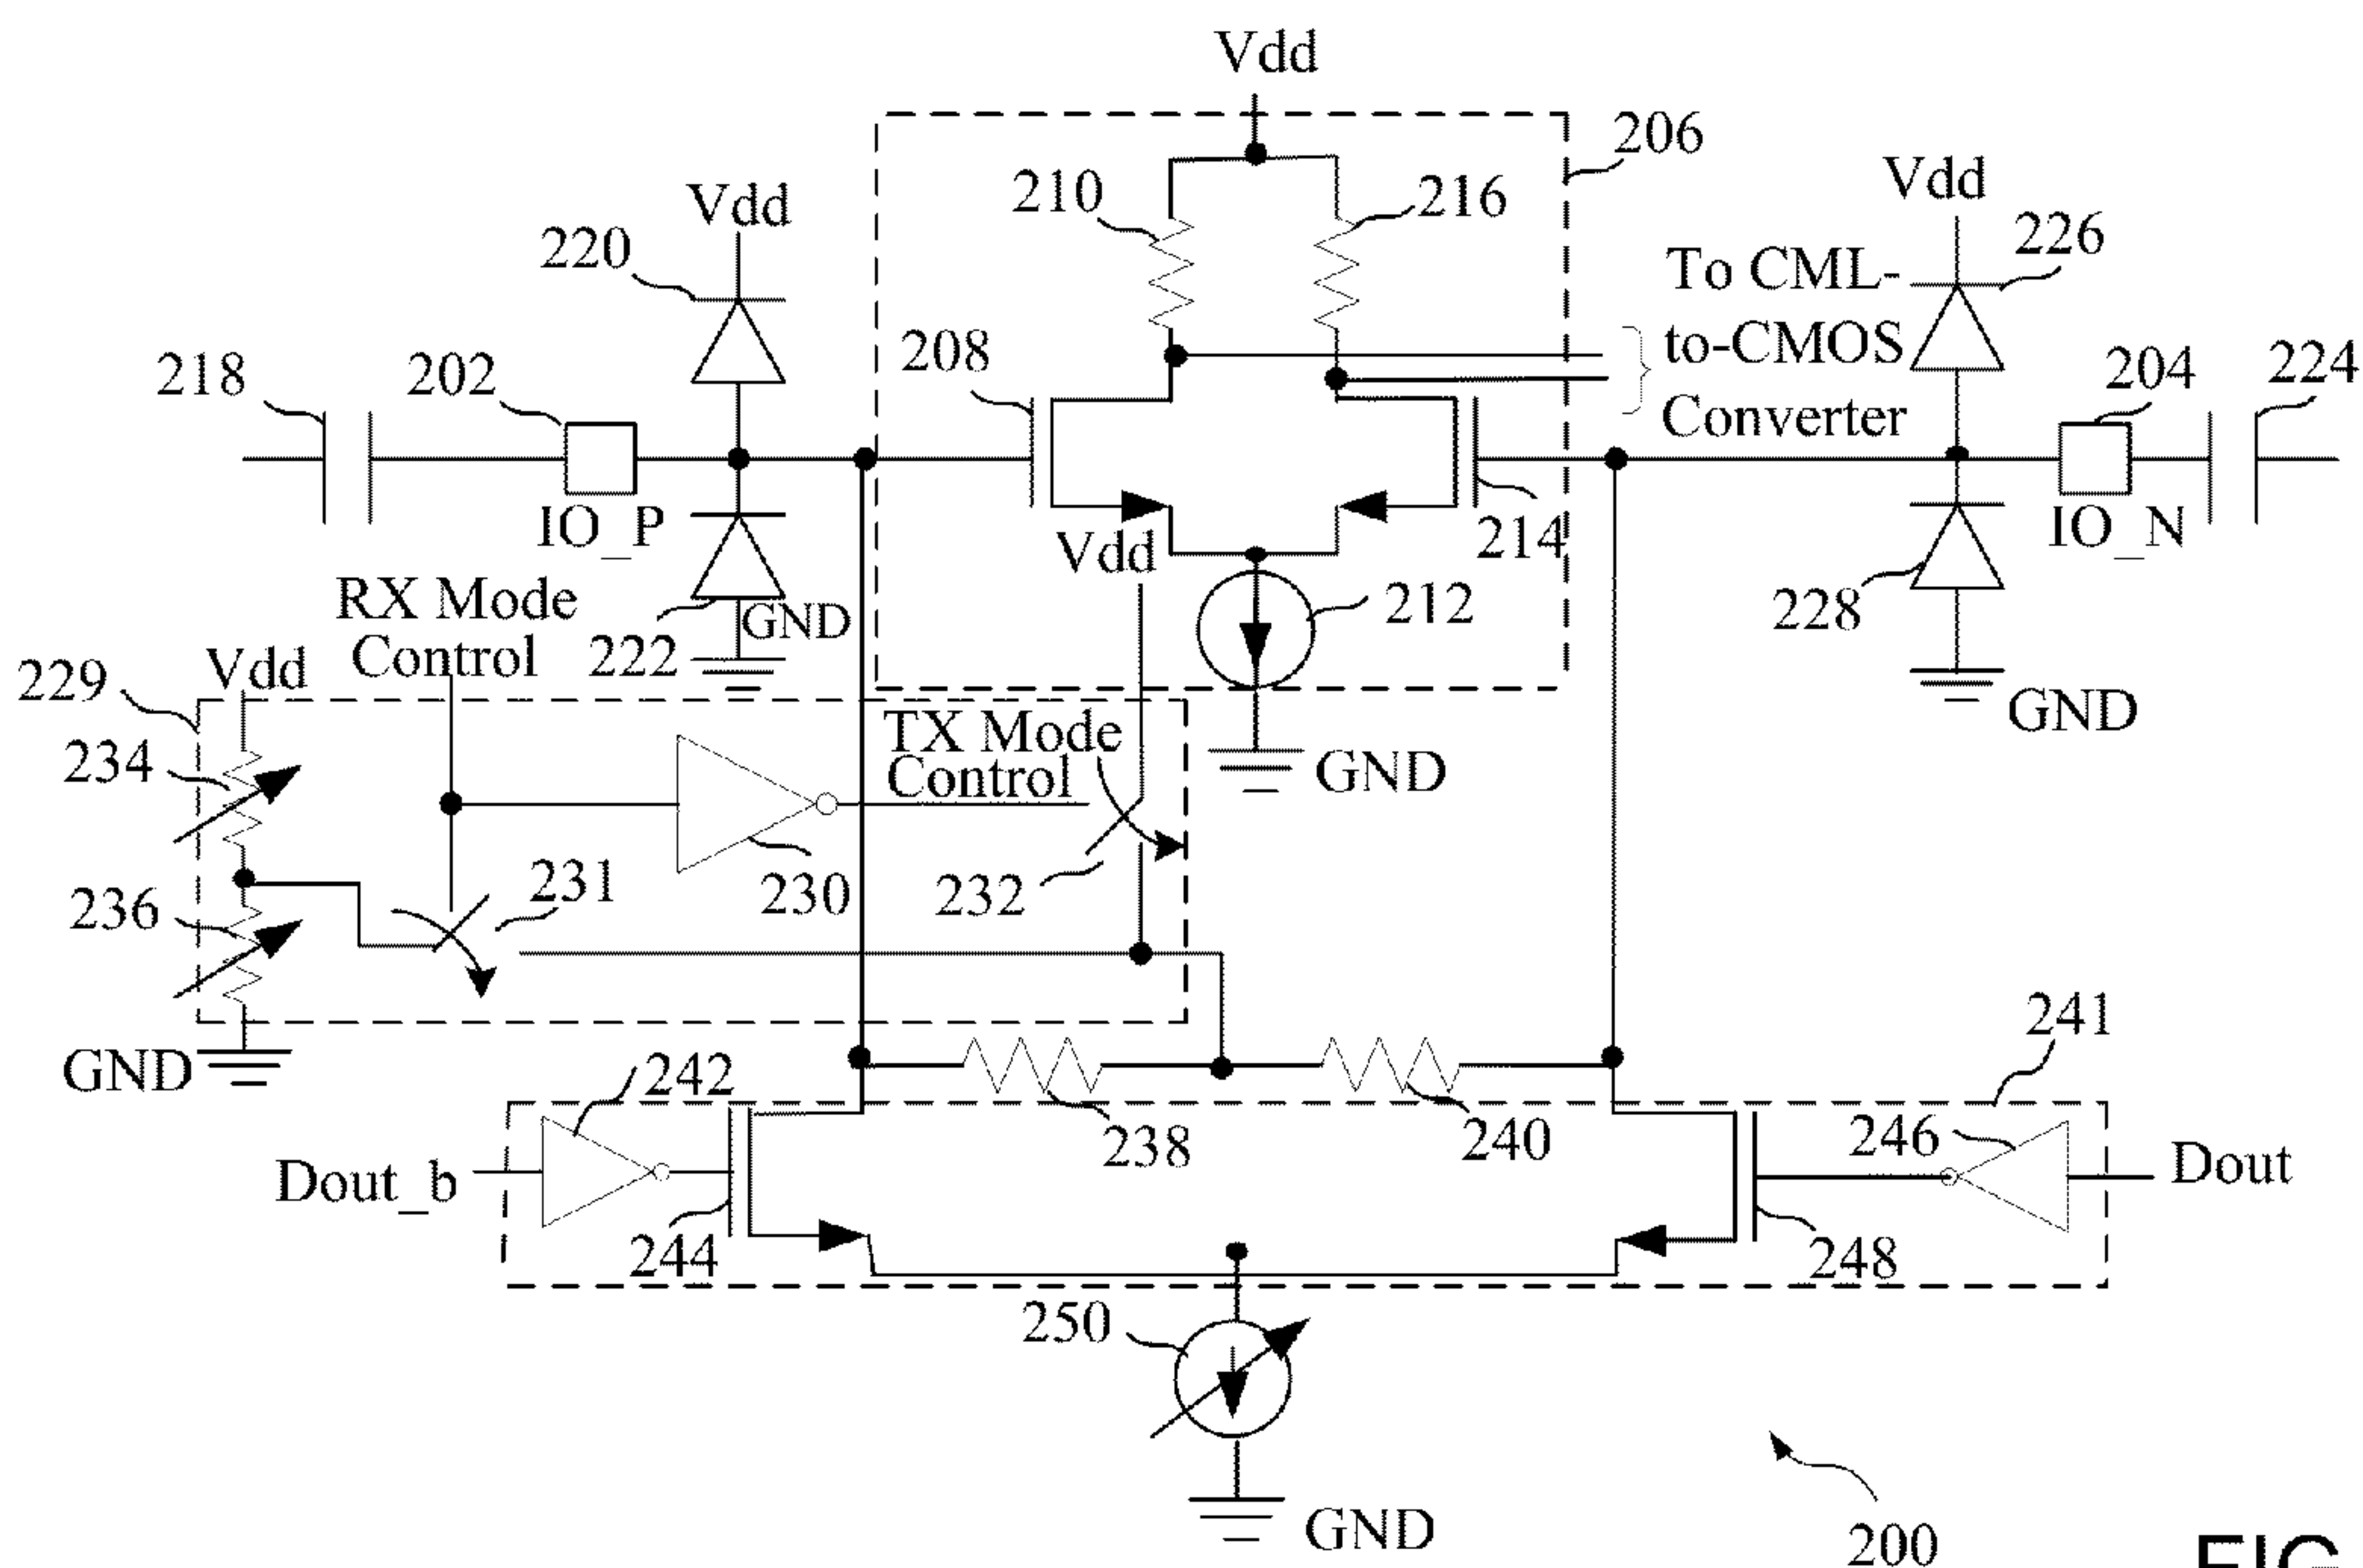 Vdd
206
210
216
Vdd
Vdd
220
226
To CML-
to-CMOS
Converter
208
218
202
204
224
IO_P
IO_N
214
Vdd
RX Mode
Control
222
GND
212
228
229
Vdd
GND
234
TX Mode
Control
GND
236
231
230
232
GND
241
242
238
240
246
Dout_b
Dout
244
248
250
GND
200
FIG